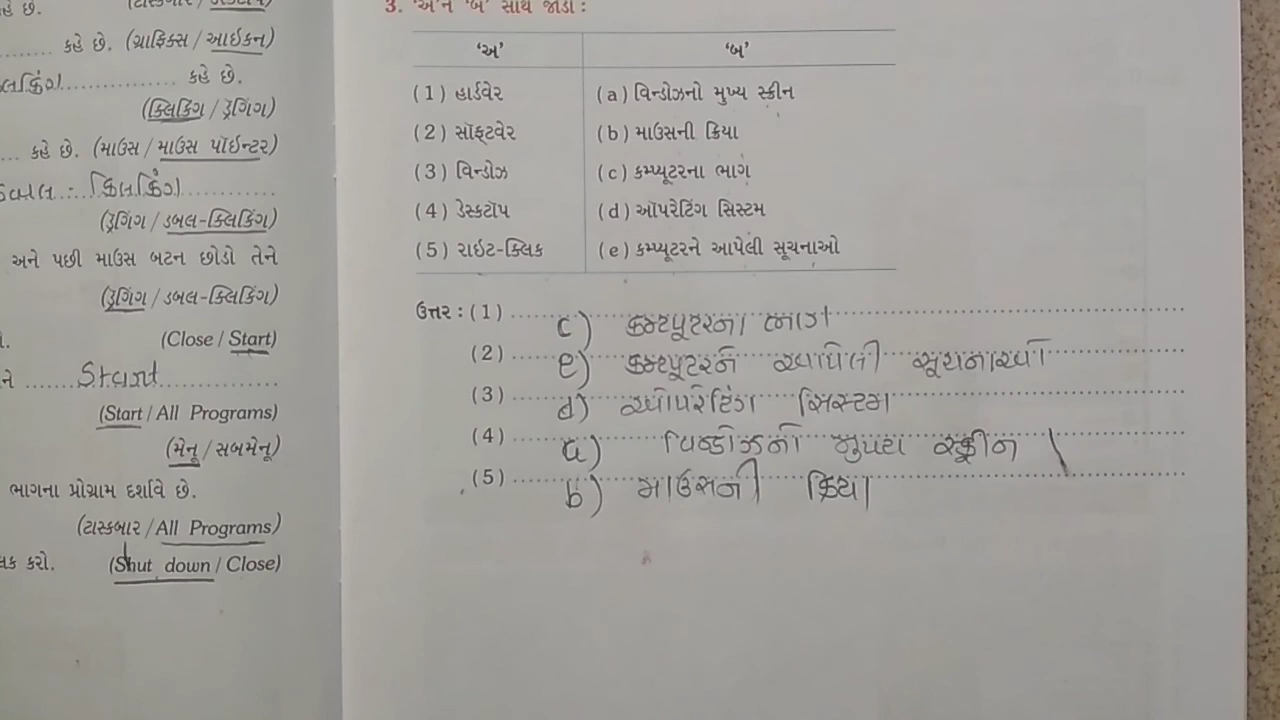 હે છે.
કહે છે. (ગ્રાફિક્સ / આઈકન)
કહે છે.
(ક્લિકિંગ / ડ્રૅગિંગ)
... કહે છે. (માઉસ / માઉસ પૉઇન્ટર)
(ડ્રૅગિંગ / ડબલ-ક્લિકિંગ)
અને પછી માઉસ બટન છોડો તેને
(ડ્રૅગિંગ / ડબલ-ક્લિકિંગ)
(Close / Start)
ને ....... Start ...............
(Start / All Programs)
(મેનૂ / સબમેનૂ)
ભાગના પ્રોગ્રામ દર્શાવે છે.
(ટાસ્કબાર / All Programs)
ક કરો. (Shut down / Close)
3. 'અ'ને 'બ' સાથે જોડો :
'અ' 'બ'
(1) હાર્ડવેર (a) વિન્ડોઝનો મુખ્ય સ્ક્રીન
(2) સૉફ્ટવેર (b) માઉસની ક્રિયા
(3) વિન્ડોઝ (c) કમ્પ્યૂટરના ભાગ
(4) ડેસ્કટૉપ (d) ઑપરેટિંગ સિસ્ટમ
(5) રાઇટ-ક્લિક (e) કમ્પ્યૂટરને આપેલી સૂચનાઓ
ઉત્તર : (1) c) કમ્પ્યૂટરના ભાગ
(2) e) કમ્પ્યૂટરને આપેલી સૂચનાઓ
(3) d) ઓપરેટિંગ સિસ્ટમ
(4) a) વિન્ડોઝનો મુખ્ય સ્ક્રીન
(5) b) માઉસની ક્રિયા